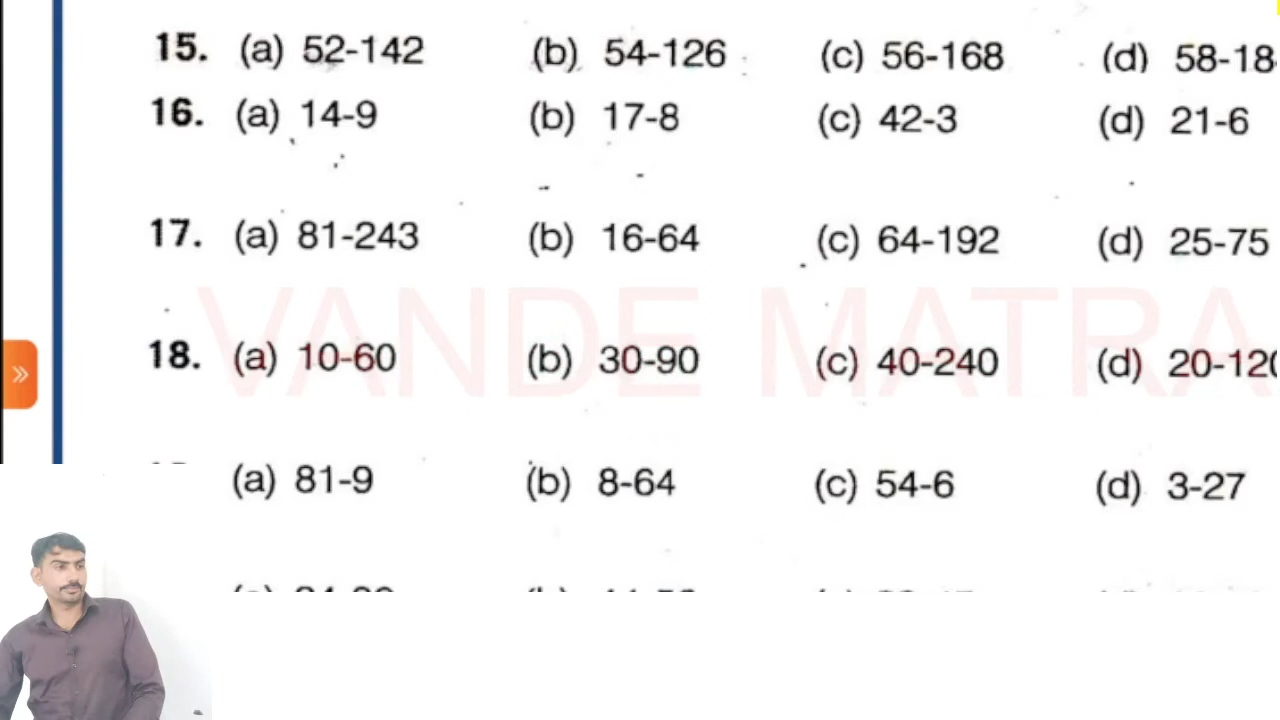 15. (a) 52-142 (b) 54-126 (c) 56-168 (d) 58-18
16. (a) 14-9 (b) 17-8 (c) 42-3 (d) 21-6
17. (a) 81-243 (b) 16-64 (c) 64-192 (d) 25-75
VANDE MATRA
18. (a) 10-60 (b) 30-90 (c) 40-240 (d) 20-120
(a) 81-9 (b) 8-64 (c) 54-6 (d) 3-27